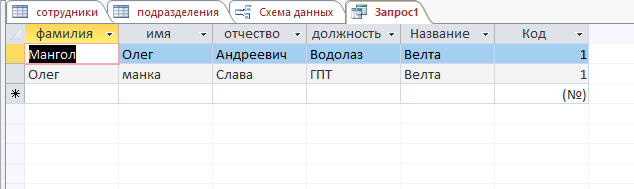 сотрудники подразделения Схема данных Запрос1
фамилия имя отчество должность Название Код
Мангол Олег Андреевич Водолаз Велта 1
Олег манка Слава ГПТ Велта 1
(№)